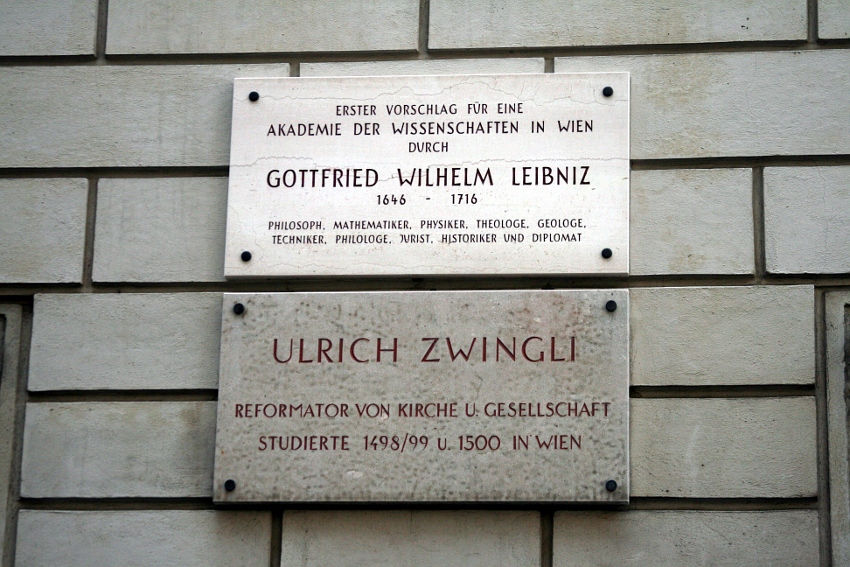 ERSTER VORSCHLAG FÜR EINE
AKADEMIE DER WISSENSCHAFTEN IN WIEN
DURCH
GOTTFRIED WILHELM LEIBNIZ
1646 - 1716
PHILOSOPH, MATHEMATIKER, PHYSIKER, THEOLOGE, GEOLOGE,
TECHNIKER, PHILOLOGE, JURIST, HISTORIKER UND DIPLOMAT
ULRICH ZWINGLI
REFORMATOR VON KIRCHE U. GESELLSCHAFT
STUDIERTE 1498/99 U. 1500 IN WIEN